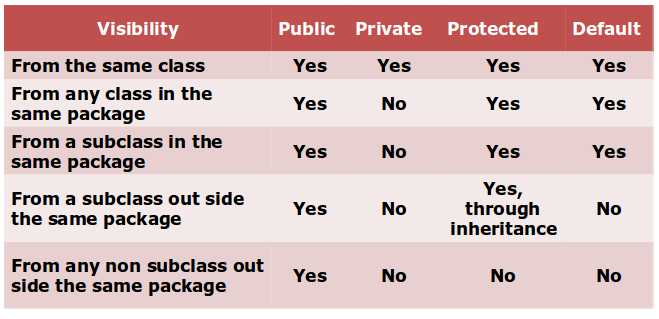 Visibility Public Private Protected Default
From the same class Yes Yes Yes Yes
From any class in the
same package Yes No Yes Yes
From a subclass in the
same package Yes No Yes Yes
From a subclass out side
the same package Yes No Yes,
through
inheritance No
From any non subclass out
side the same package Yes No No No